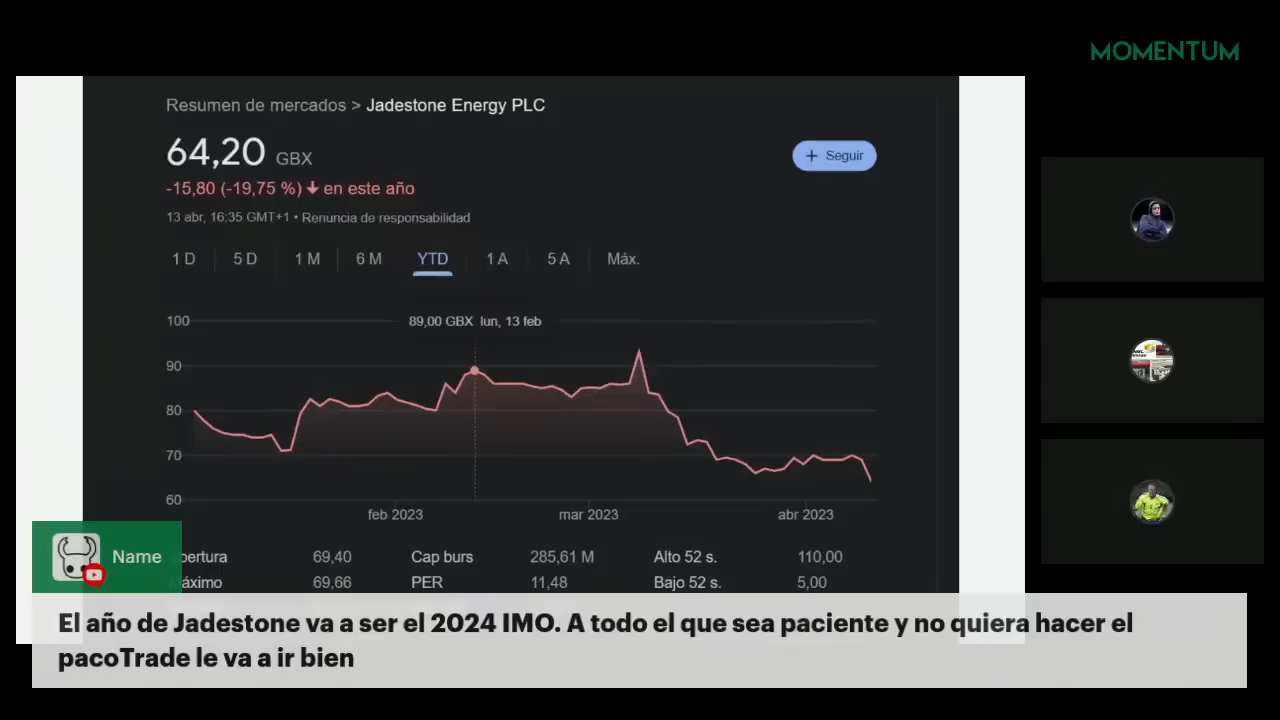 MOMENTUM
Resumen de mercados > Jadestone Energy PLC
64,20 GBX
+ Seguir
-15,80 (-19,75 %) ↓ en este año
13 abr, 16:35 GMT+1 • Renuncia de responsabilidad
1 D 5 D 1 M 6 M YTD 1 A 5 A Máx.
89,00 GBX lun, 13 feb
100
90
80
70
60
feb 2023 mar 2023 abr 2023
Name
pertura 69,40 Cap burs 285,61 M Alto 52 s. 110,00
áximo 69,66 PER 11,48 Bajo 52 s. 5,00
El año de Jadestone va a ser el 2024 IMO. A todo el que sea paciente y no quiera hacer el
pacoTrade le va a ir bien